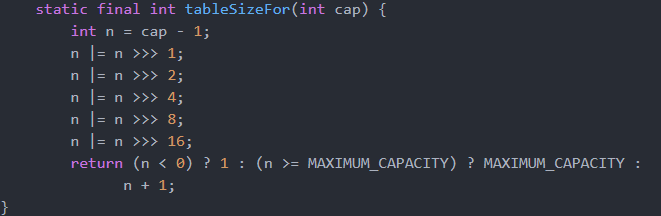 static final int tableSizeFor(int cap) {
int n = cap - 1;
n |= n >>> 1;
n |= n >>> 2;
n |= n >>> 4;
n |= n >>> 8;
n |= n >>> 16;
return (n < 0) ? 1 : (n >= MAXIMUM_CAPACITY) ? MAXIMUM_CAPACITY :
n + 1;
}